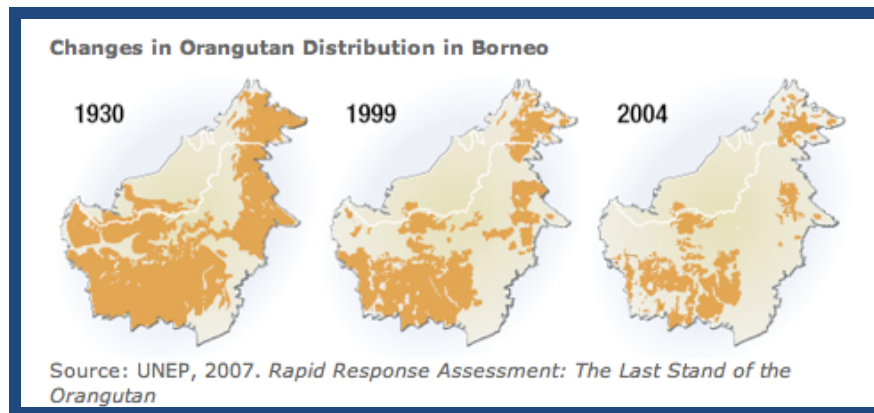 Changes in Orangutan Distribution in Borneo
1930
1999
2004
Source: UNEP, 2007. Rapid Response Assessment: The Last Stand of the
Orangutan